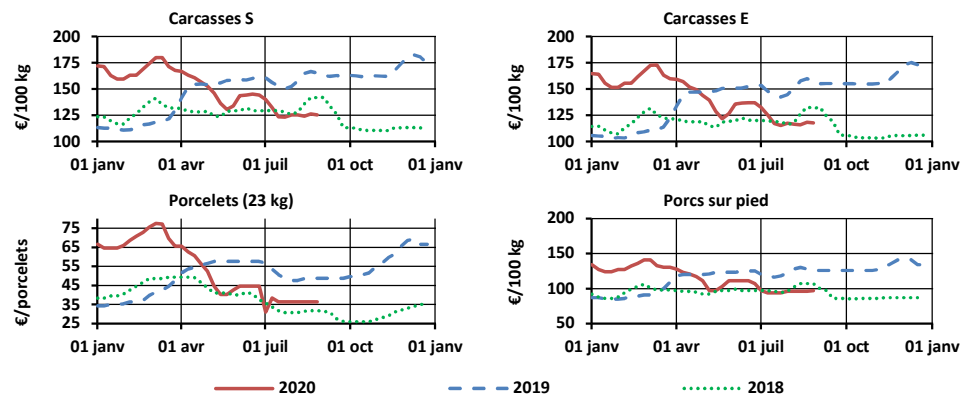 Carcasses S
€/100 kg
200
175
150
125
100
01 janv
01 avr
01 juil
01 oct
01 janv
Carcasses E
€/100 kg
200
175
150
125
100
01 janv
01 avr
01 juil
01 oct
01 janv
Porcelets (23 kg)
€/porcelets
75
65
55
45
35
25
01 janv
01 avr
01 juil
01 oct
01 janv
Porcs sur pied
€/100 kg
200
150
100
50
01 janv
01 avr
01 juil
01 oct
01 janv
2020
2019
2018